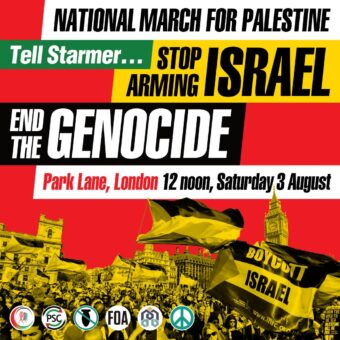 NATIONAL MARCH FOR PALESTINE
Tell Starmer...
STOP
ARMING
ISRAEL
END
THE
GENOCIDE
Park Lane, London 12 noon, Saturday 3 August
BOYCOTT
ISRAEL
PSC
FOA